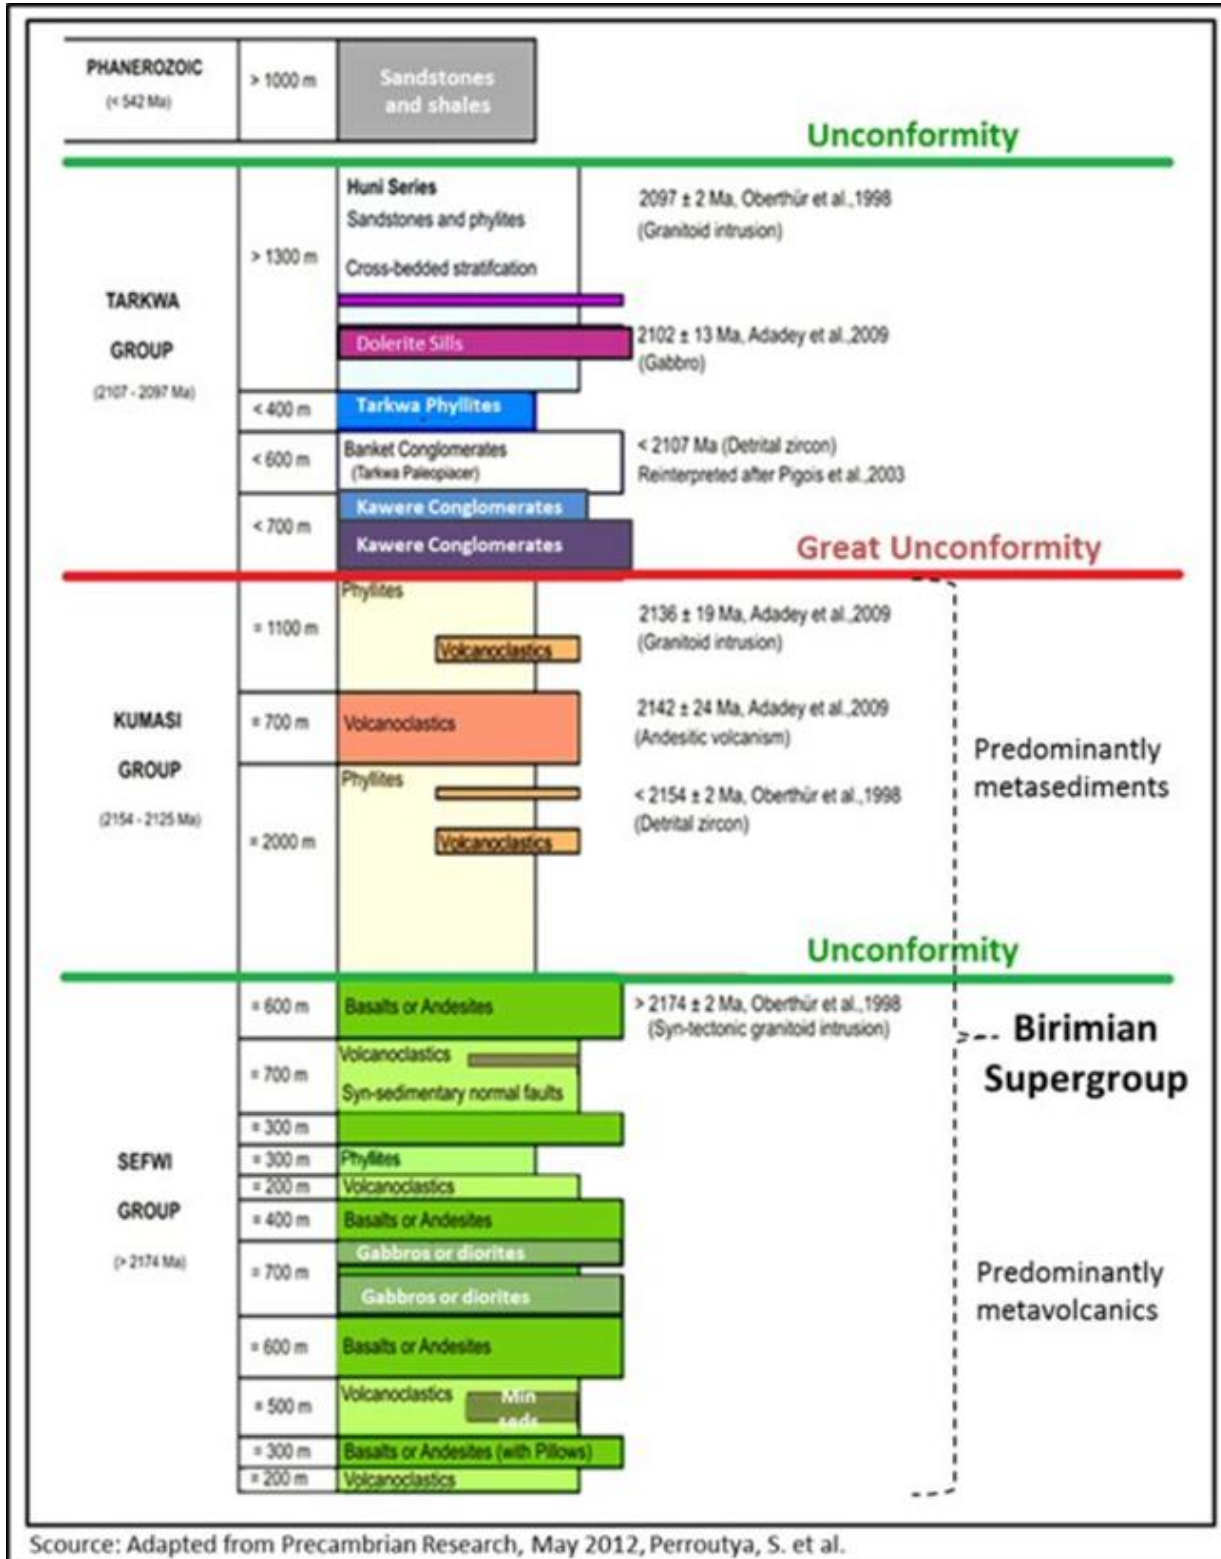 PHANEROZOIC
(< 542 Ma)
> 1000 m
Sandstones
and shales
Unconformity
TARKWA
GROUP
(2107 - 2097 Ma)
> 1300 m
Huni Series
Sandstones and phylites
Cross-bedded stratifcation
2097 ± 2 Ma, Oberthür et al.,1998
(Granitoid intrusion)
Dolerite Sills
2102 ± 13 Ma, Adadey et al.,2009
(Gabbro)
< 400 m
Tarkwa Phyllites
< 600 m
Banket Conglomerates
(Tarkwa Paleoplacer)
< 2107 Ma (Detrital zircon)
Reinterpreted after Pigois et al.,2003
< 700 m
Kawere Conglomerates
Kawere Conglomerates
Great Unconformity
KUMASI
GROUP
(2154 - 2125 Ma)
= 1100 m
Phyllites
Volcanoclastics
2136 ± 19 Ma, Adadey et al.,2009
(Granitoid intrusion)
= 700 m
Volcanoclastics
2142 ± 24 Ma, Adadey et al.,2009
(Andesitic volcanism)
= 2000 m
Phyllites
Volcanoclastics
< 2154 ± 2 Ma, Oberthür et al.,1998
(Detrital zircon)
Predominantly
metasediments
Unconformity
SEFWI
GROUP
(> 2174 Ma)
= 600 m
Basalts or Andesites
> 2174 ± 2 Ma, Oberthür et al.,1998
(Syn-tectonic granitoid intrusion)
Birimian
Supergroup
= 700 m
Volcanoclastics
Syn-sedimentary normal faults
= 300 m
= 300 m
Phyllites
= 200 m
Volcanoclastics
= 400 m
Basalts or Andesites
= 700 m
Gabbros or diorites
Gabbros or diorites
Predominantly
metavolcanics
= 600 m
Basalts or Andesites
= 500 m
Volcanoclastics
Min
seds
= 300 m
Basalts or Andesites (with Pillows)
= 200 m
Volcanoclastics
Scource: Adapted from Precambrian Research, May 2012, Perroutya, S. et al.